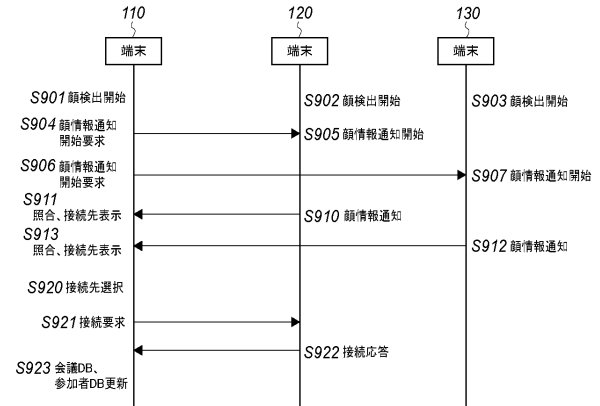 110 120 130
端末 端末 端末
S901 顔検出開始 S902 顔検出開始 S903 顔検出開始
S904 顔情報通知
開始要求
S905 顔情報通知開始
S906 顔情報通知
開始要求
S907 顔情報通知開始
S911
照合、接続先表示
S910 顔情報通知
S913
照合、接続先表示
S912 顔情報通知
S920 接続先選択
S921 接続要求
S922 接続応答
S923 会議DB、
参加者DB更新